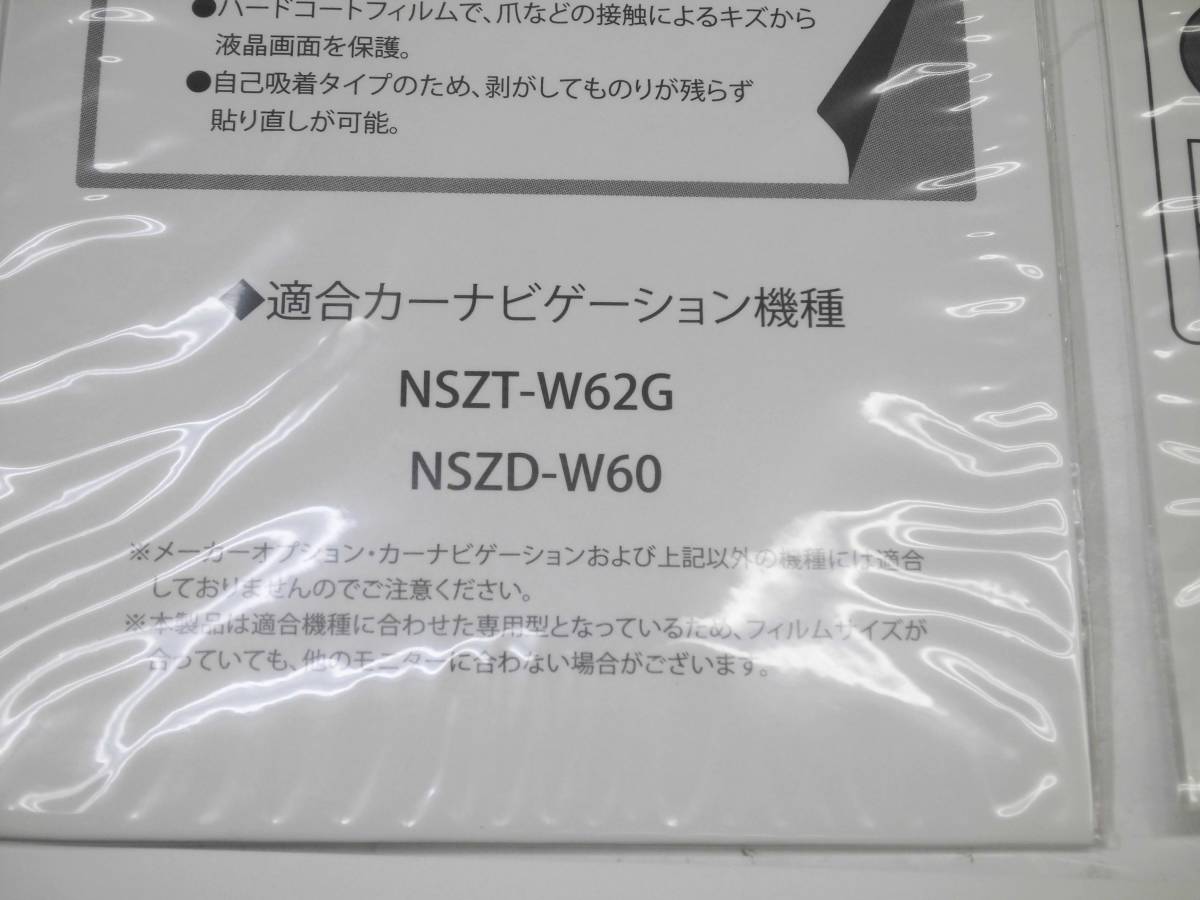 ●ハードコートフィルムで、爪などの接触によるキズから
液晶画面を保護。
●自己吸着タイプのため、剥がしてものりが残らず
貼り直しが可能。
◆適合カーナビゲーション機種
NSZT-W62G
NSZD-W60
※メーカーオプション・カーナビゲーションおよび上記以外の機種には適合
しておりませんのでご注意ください。
※本製品は適合機種に合わせた専用型となっているため、フィルムサイズが
合っていても、他のモニターに合わない場合がございます。